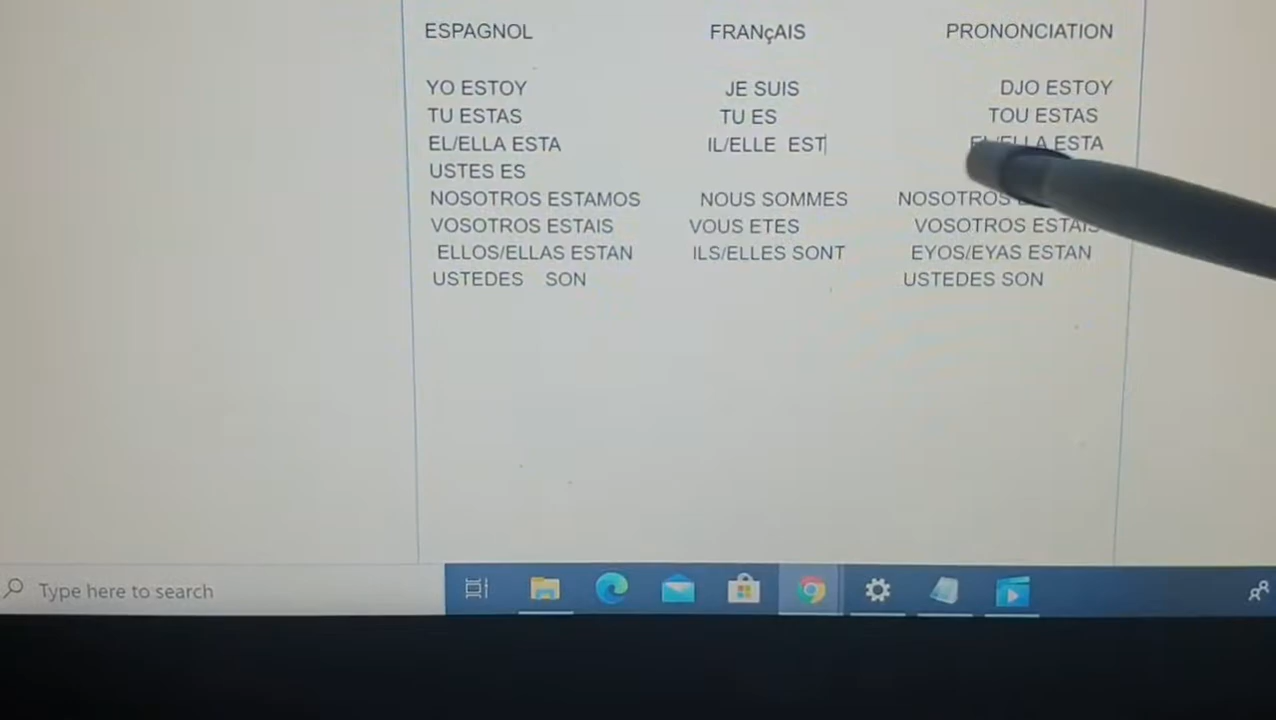 ESPAGNOL FRANçAIS PRONONCIATION
YO ESTOY JE SUIS DJO ESTOY
TU ESTAS TU ES TOU ESTAS
EL/ELLA ESTA IL/ELLE EST EL/ELLA ESTA
USTES ES
NOSOTROS ESTAMOS NOUS SOMMES NOSOTROS
VOSOTROS ESTAIS VOUS ETES VOSOTROS ESTAIS
ELLOS/ELLAS ESTAN ILS/ELLES SONT EYOS/EYAS ESTAN
USTEDES SON USTEDES SON
Type here to search